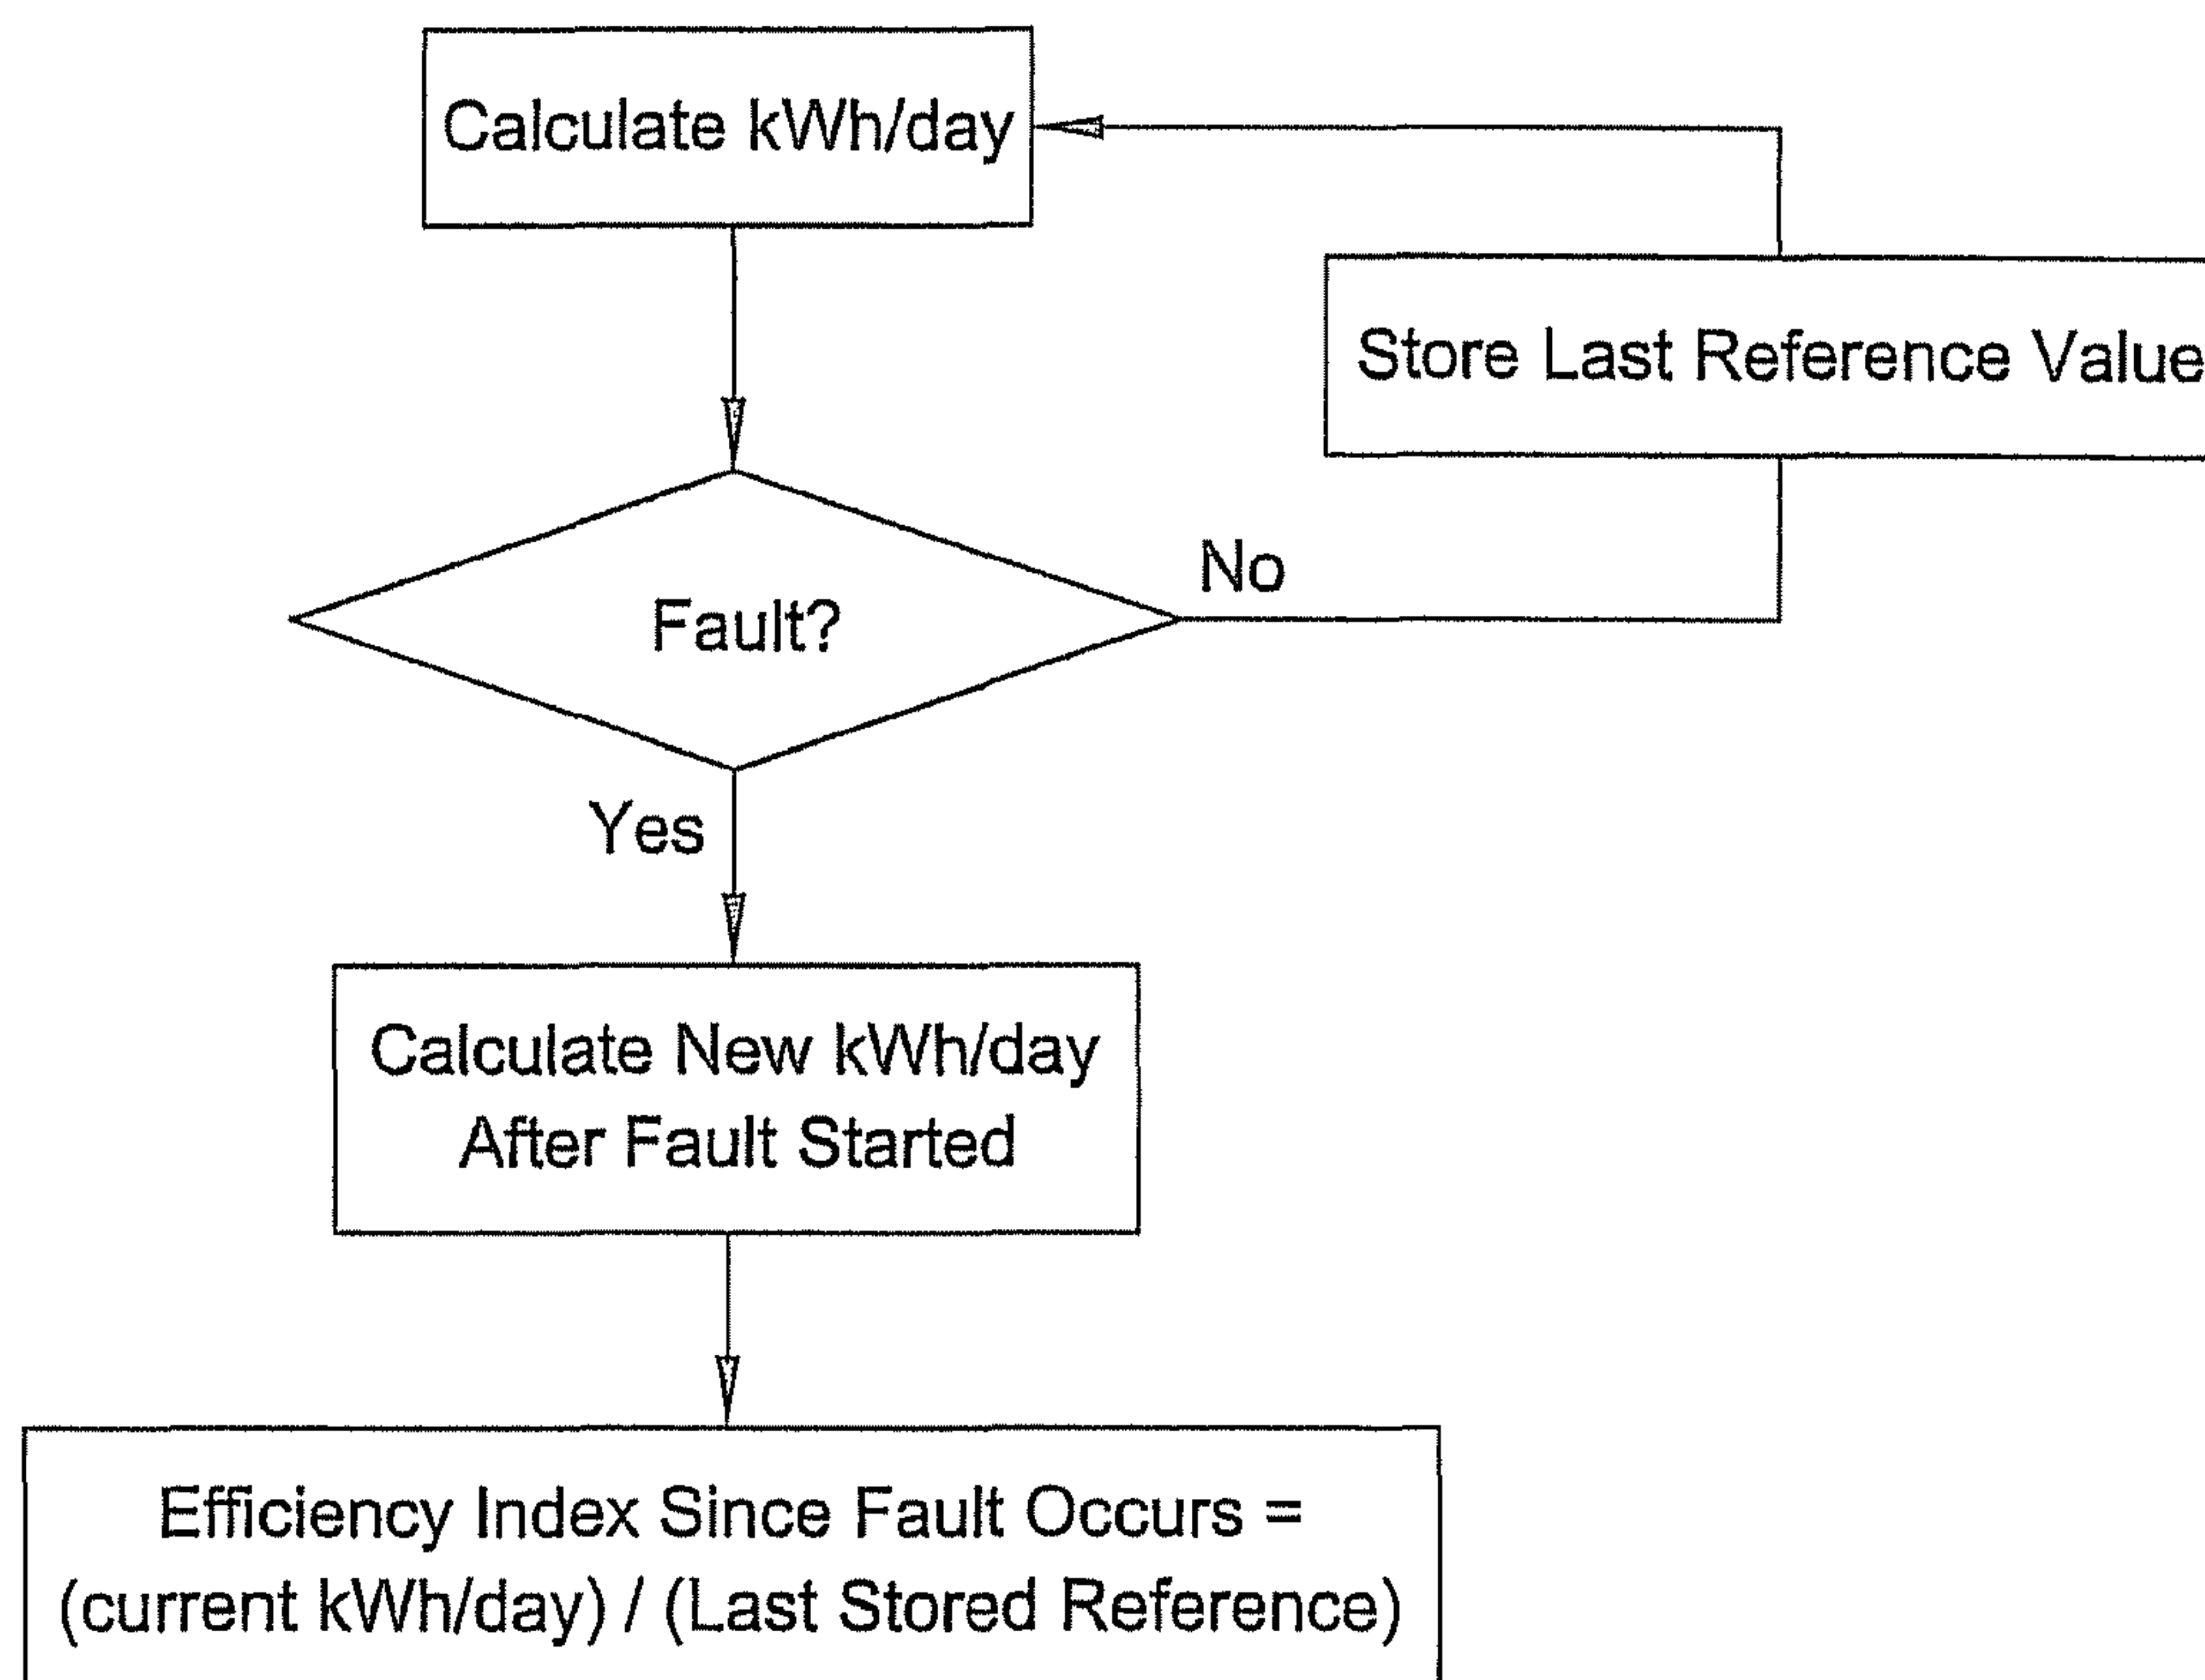 Calculate kWh/day
Store Last Reference Value
Fault?
No
Yes
Calculate New kWh/day
After Fault Started
Efficiency Index Since Fault Occurs =
(current kWh/day) / (Last Stored Reference)